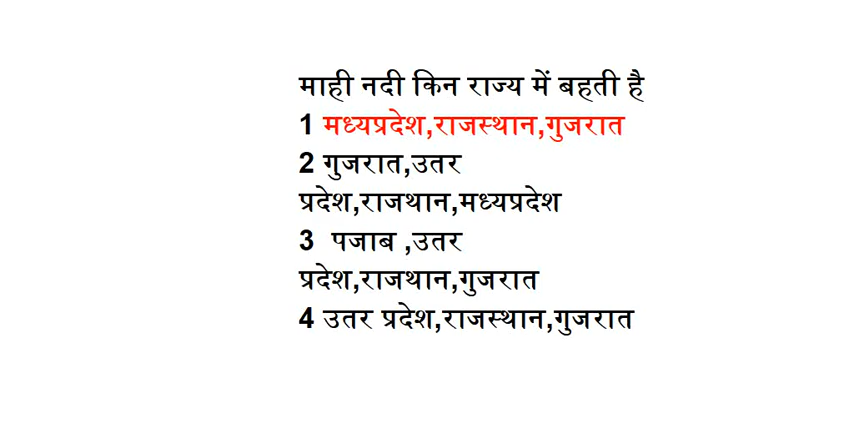 माही नदी किन राज्य में बहती है
1 मध्यप्रदेश,राजस्थान,गुजरात
2 गुजरात,उतर
प्रदेश,राजथान,मध्यप्रदेश
3 पजाब ,उतर
प्रदेश,राजथान,गुजरात
4 उतर प्रदेश,राजस्थान,गुजरात